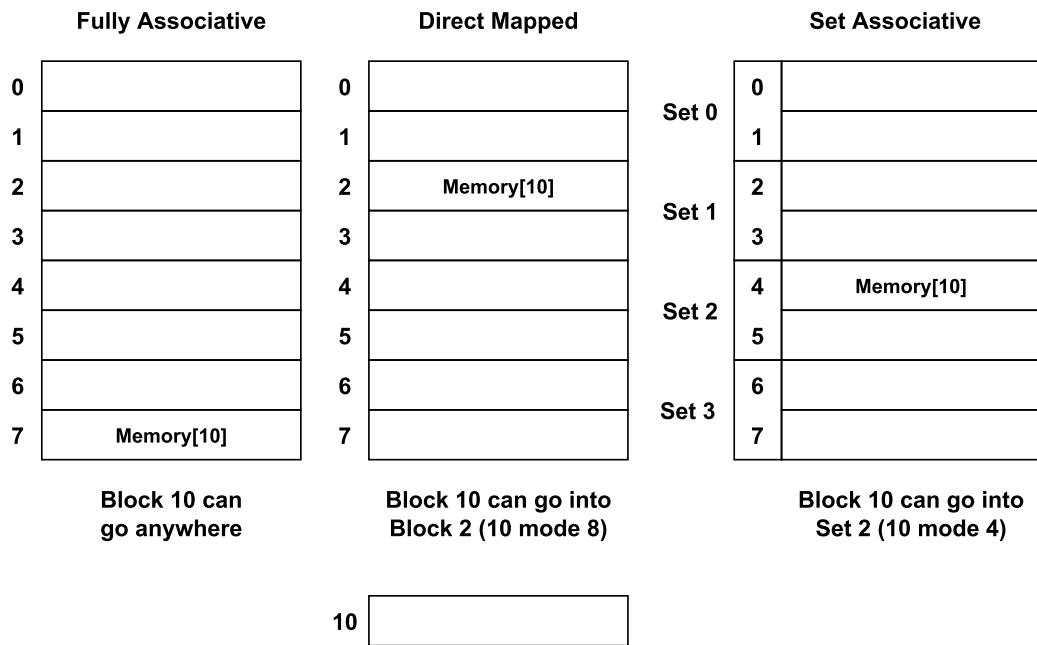 Fully Associative
Direct Mapped
Set Associative
0
1
2
3
4
5
6
7
Memory[10]
Block 10 can
go anywhere
0
1
2
3
4
5
6
7
Memory[10]
Block 10 can go into
Block 2 (10 mode 8)
Set 0
Set 1
Set 2
Set 3
0
1
2
3
4
5
6
7
Memory[10]
Block 10 can go into
Set 2 (10 mode 4)
10